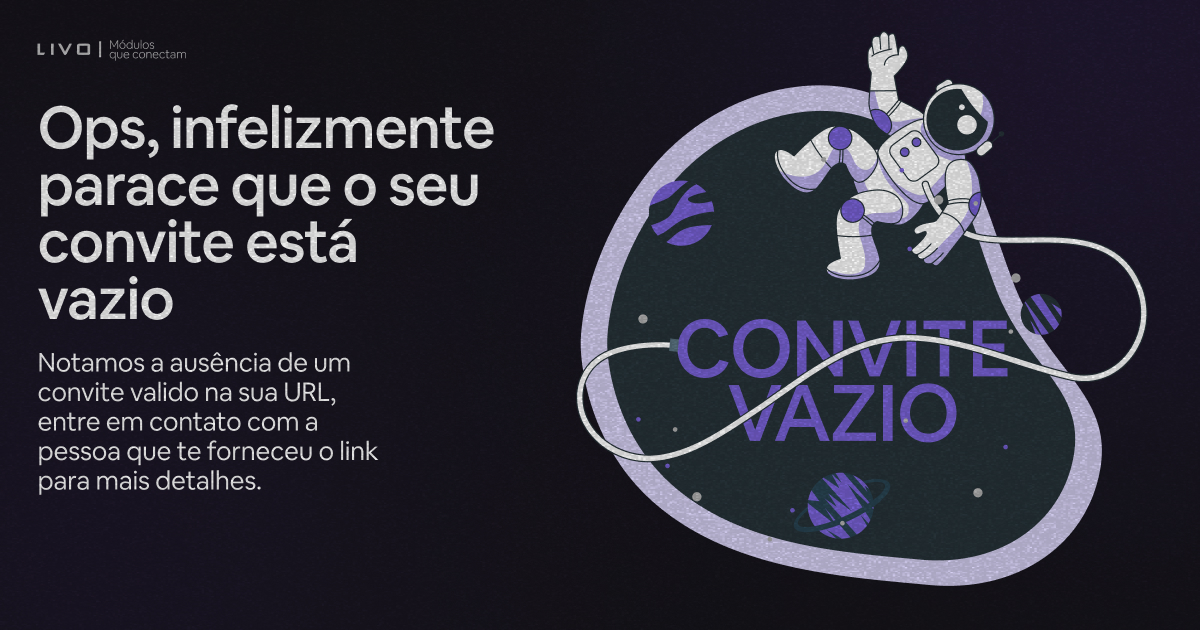 LIVO | Módulos
que conectam
Ops, infelizmente
parace que o seu
convite está
vazio
Notamos a ausência de um
convite valido na sua URL,
entre em contato com a
pessoa que te forneceu o link
para mais detalhes.
CONVITE
VAZIO